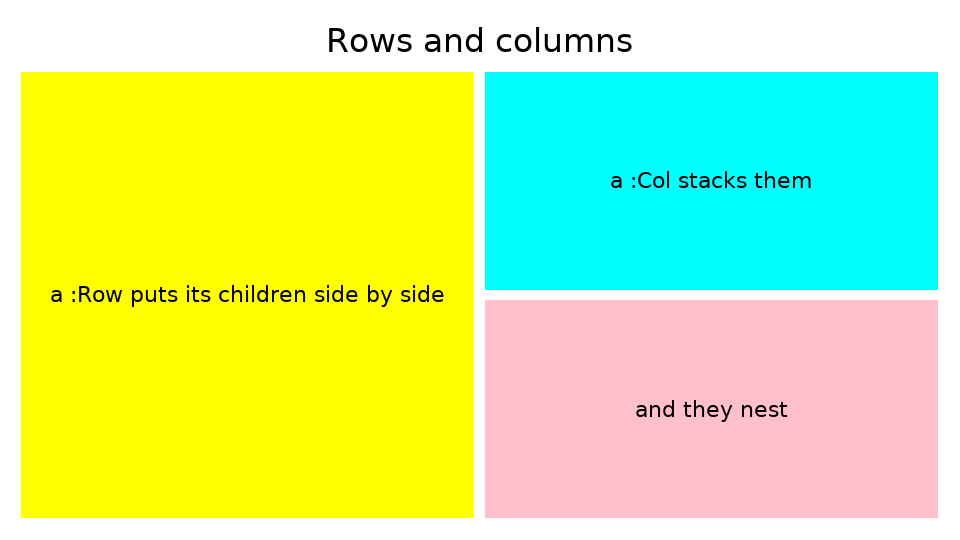 Rows and columns
a :Row puts its children side by side
a :Col stacks them
and they nest